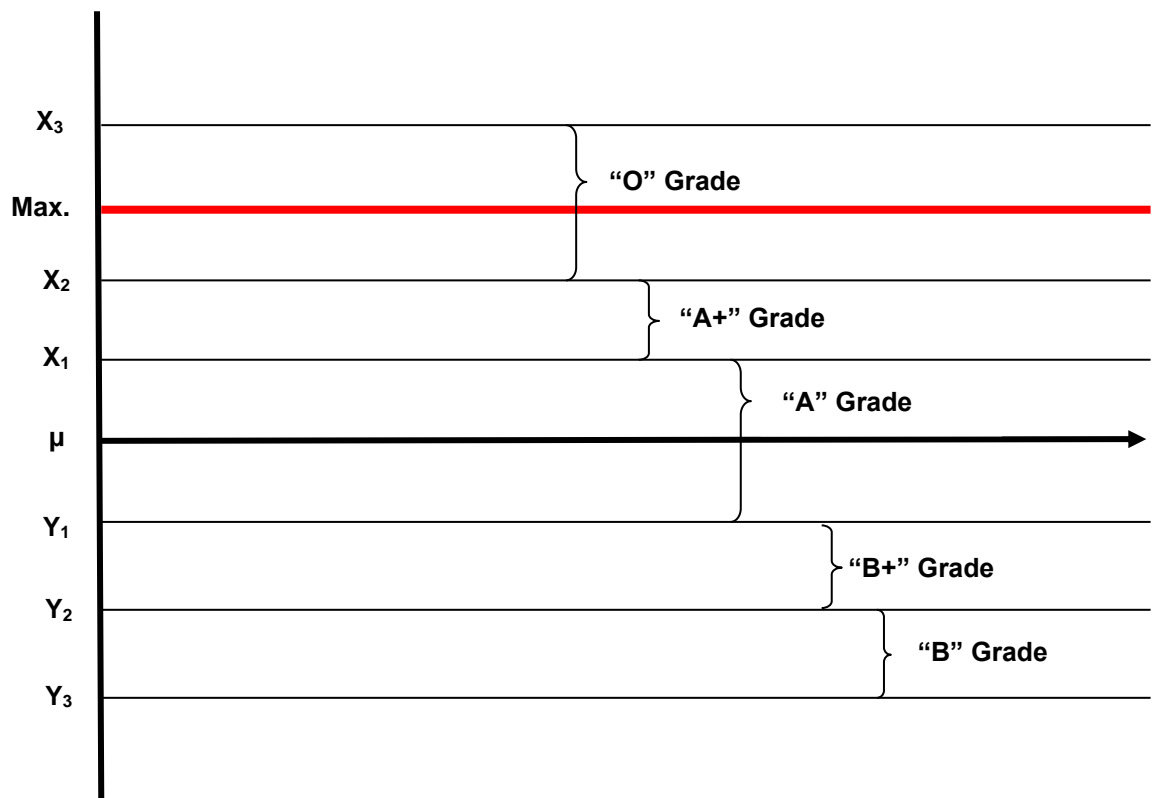 X₃
“O” Grade
Max.
X₂
“A+” Grade
X₁
“A” Grade
µ
Y₁
“B+” Grade
Y₂
“B” Grade
Y₃